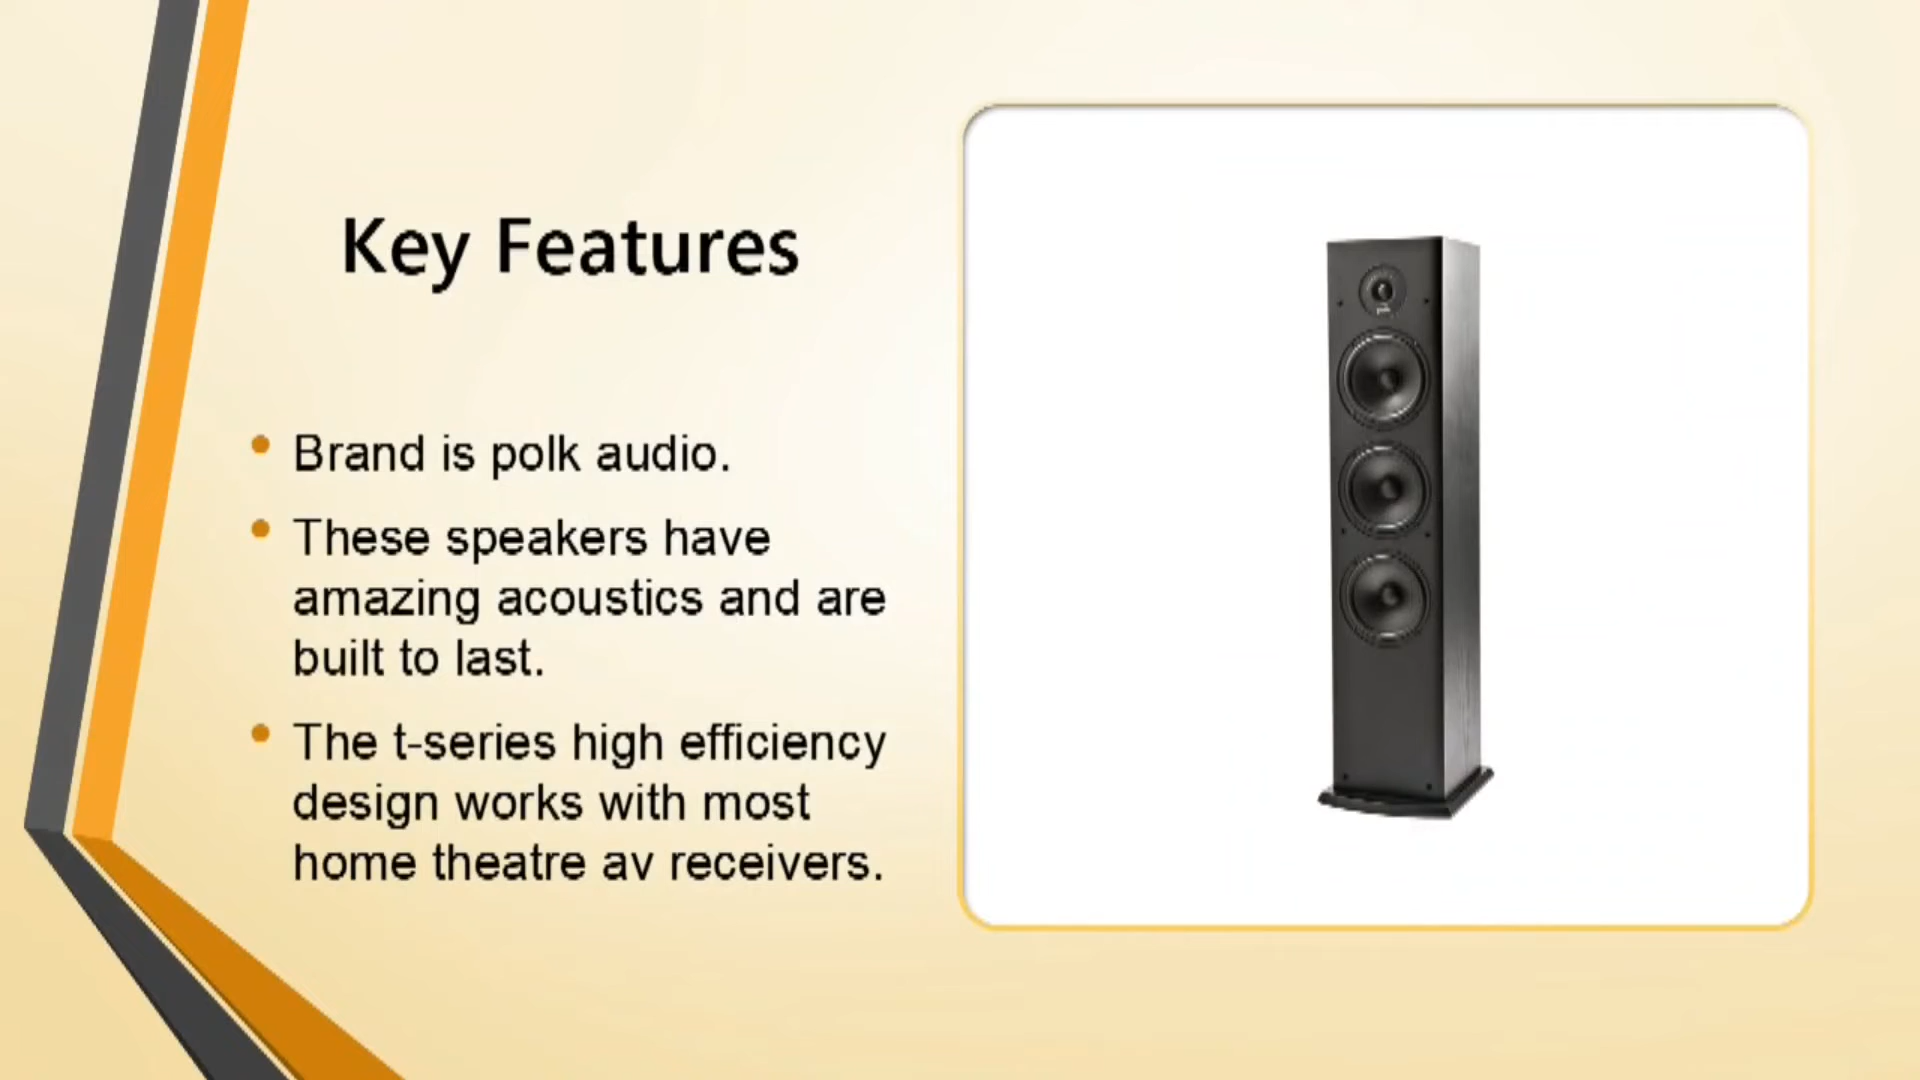 Key Features
Brand is polk audio.
These speakers have
amazing acoustics and are
built to last.
The t-series high efficiency
design works with most
home theatre av receivers.